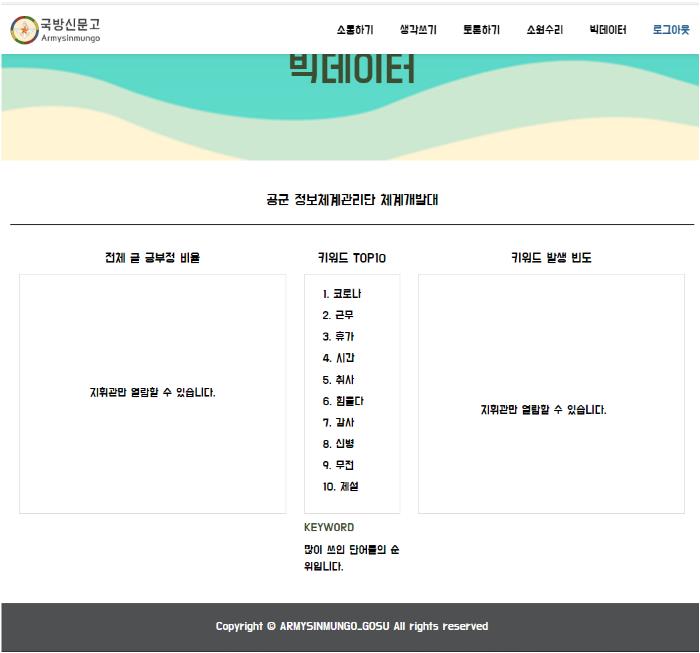 국방신문고
Armysinmungo
소통하기 생각쓰기 토론하기 소원수리 빅데이터 로그아웃
빅데이터
공군 정보체계관리단 체계개발대
전체 글 긍부정 비율 키워드 TOP10 키워드 발생 빈도
1. 코로나
2. 근무
3. 휴가
4. 시간
5. 취사
6. 힘들다
7. 감사
8. 신병
9. 무전
10. 제설
지휘관만 열람할 수 있습니다.
지휘관만 열람할 수 있습니다.
KEYWORD
많이 쓰인 단어들의 순
위입니다.
Copyright © ARMYSINMUNGO_GOSU All rights reserved